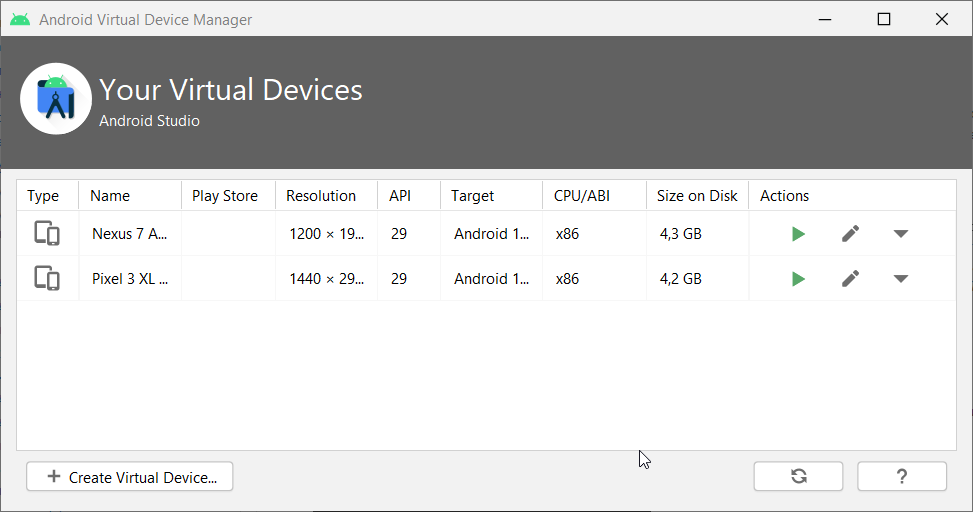 Android Virtual Device Manager
Your Virtual Devices
Android Studio
Type Name Play Store Resolution API Target CPU/ABI Size on Disk Actions
Nexus 7 A... 1200 × 19... 29 Android 1... x86 4,3 GB
Pixel 3 XL ... 1440 × 29... 29 Android 1... x86 4,2 GB
+ Create Virtual Device... ?